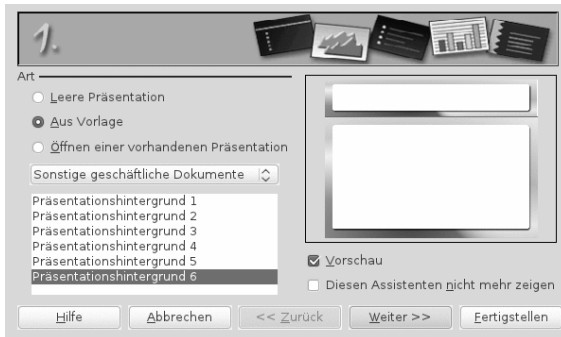 1.
Art
Leere Präsentation
Aus Vorlage
Öffnen einer vorhandenen Präsentation
Sonstige geschäftliche Dokumente
Präsentationshintergrund 1
Präsentationshintergrund 2
Präsentationshintergrund 3
Präsentationshintergrund 4
Präsentationshintergrund 5
Präsentationshintergrund 6
Vorschau
Diesen Assistenten nicht mehr zeigen
Hilfe
Abbrechen
<< Zurück
Weiter >>
Fertigstellen